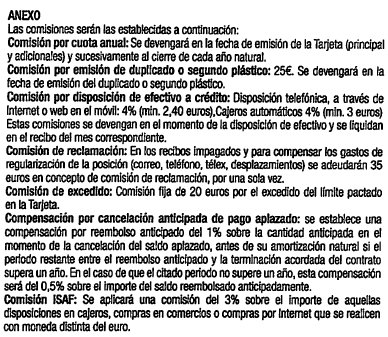 ANEXO
Las comisiones serán las establecidas a continuación:
Comisión por cuota anual: Se devengará en la fecha de emisión de la Tarjeta (principal
y adicionales) y sucesivamente al cierre de cada año natural.
Comisión por emisión de duplicado o segundo plástico: 25€. Se devengará en la
fecha de emisión del duplicado o segundo plástico.
Comisión por disposición de efectivo a crédito: Disposición telefónica, a través de
Internet o web en el móvil: 4% (min. 2,40 euros),Cajeros automáticos 4% (min. 3 euros)
Estas comisiones se devengan en el momento de la disposición de efectivo y se liquidan
en el recibo del mes correspondiente.
Comisión de reclamación: En los recibos impagados y para compensar los gastos de
regularización de la posición (correo, teléfono, télex, desplazamientos) se adeudarán 35
euros en concepto de comisión de reclamación, por una sola vez.
Comisión de excedido: Comisión fija de 20 euros por el excedido del límite pactado
en la Tarjeta.
Compensación por cancelación anticipada de pago aplazado: se establece una
compensación por reembolso anticipado del 1% sobre la cantidad anticipada en el
momento de la cancelación del saldo aplazado, antes de su amortización natural si el
período restante entre el reembolso anticipado y la terminación acordada del contrato
supera un año. En el caso de que el citado período no supere un año, esta compensación
será del 0,5% sobre el importe del saldo reembolsado anticipadamente.
Comisión ISAF: Se aplicará una comisión del 3% sobre el importe de aquellas
disposiciones en cajeros, compras en comercios o compras por Internet que se realicen
con moneda distinta del euro.